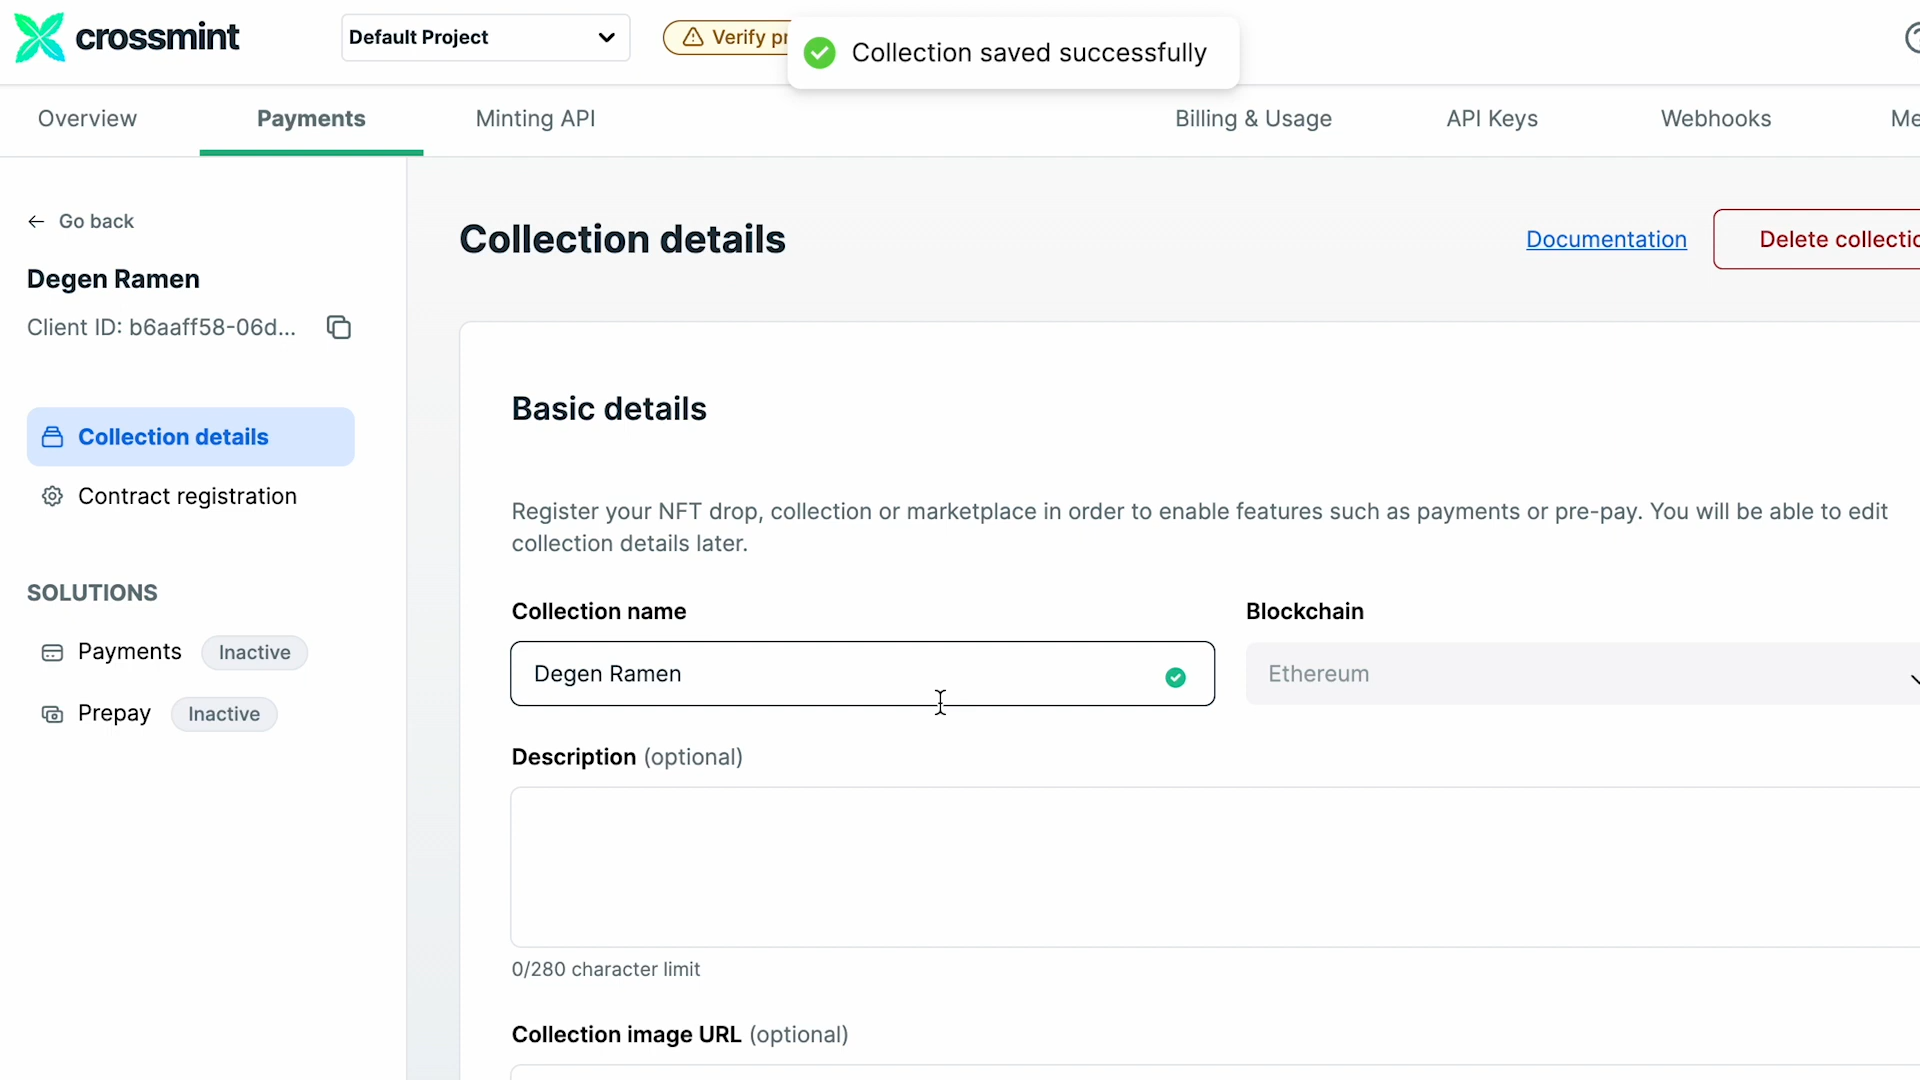 crossmint
Default Project
Verify
Collection saved successfully
Overview
Payments
Minting API
Billing & Usage
API Keys
Webhooks
Go back
Degen Ramen
Client ID: b6aaff58-06d...
Collection details
Contract registration
SOLUTIONS
Payments Inactive
Prepay Inactive
Collection details
Documentation
Delete
Basic details
Register your NFT drop, collection or marketplace in order to enable features such as payments or pre-pay. You will be able to edit
collection details later.
Collection name
Blockchain
Degen Ramen
Ethereum
Description (optional)
0/280 character limit
Collection image URL (optional)